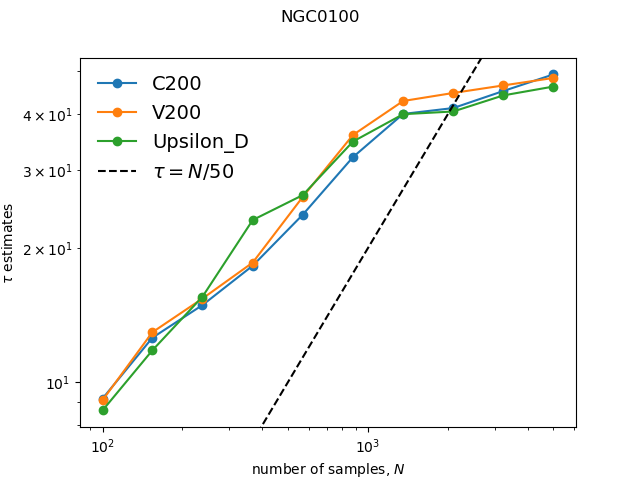 NGC0100
C200
V200
Upsilon_D
τ = N/50
4 × 10¹
3 × 10¹
2 × 10¹
10¹
τ estimates
10² 10³
number of samples, N